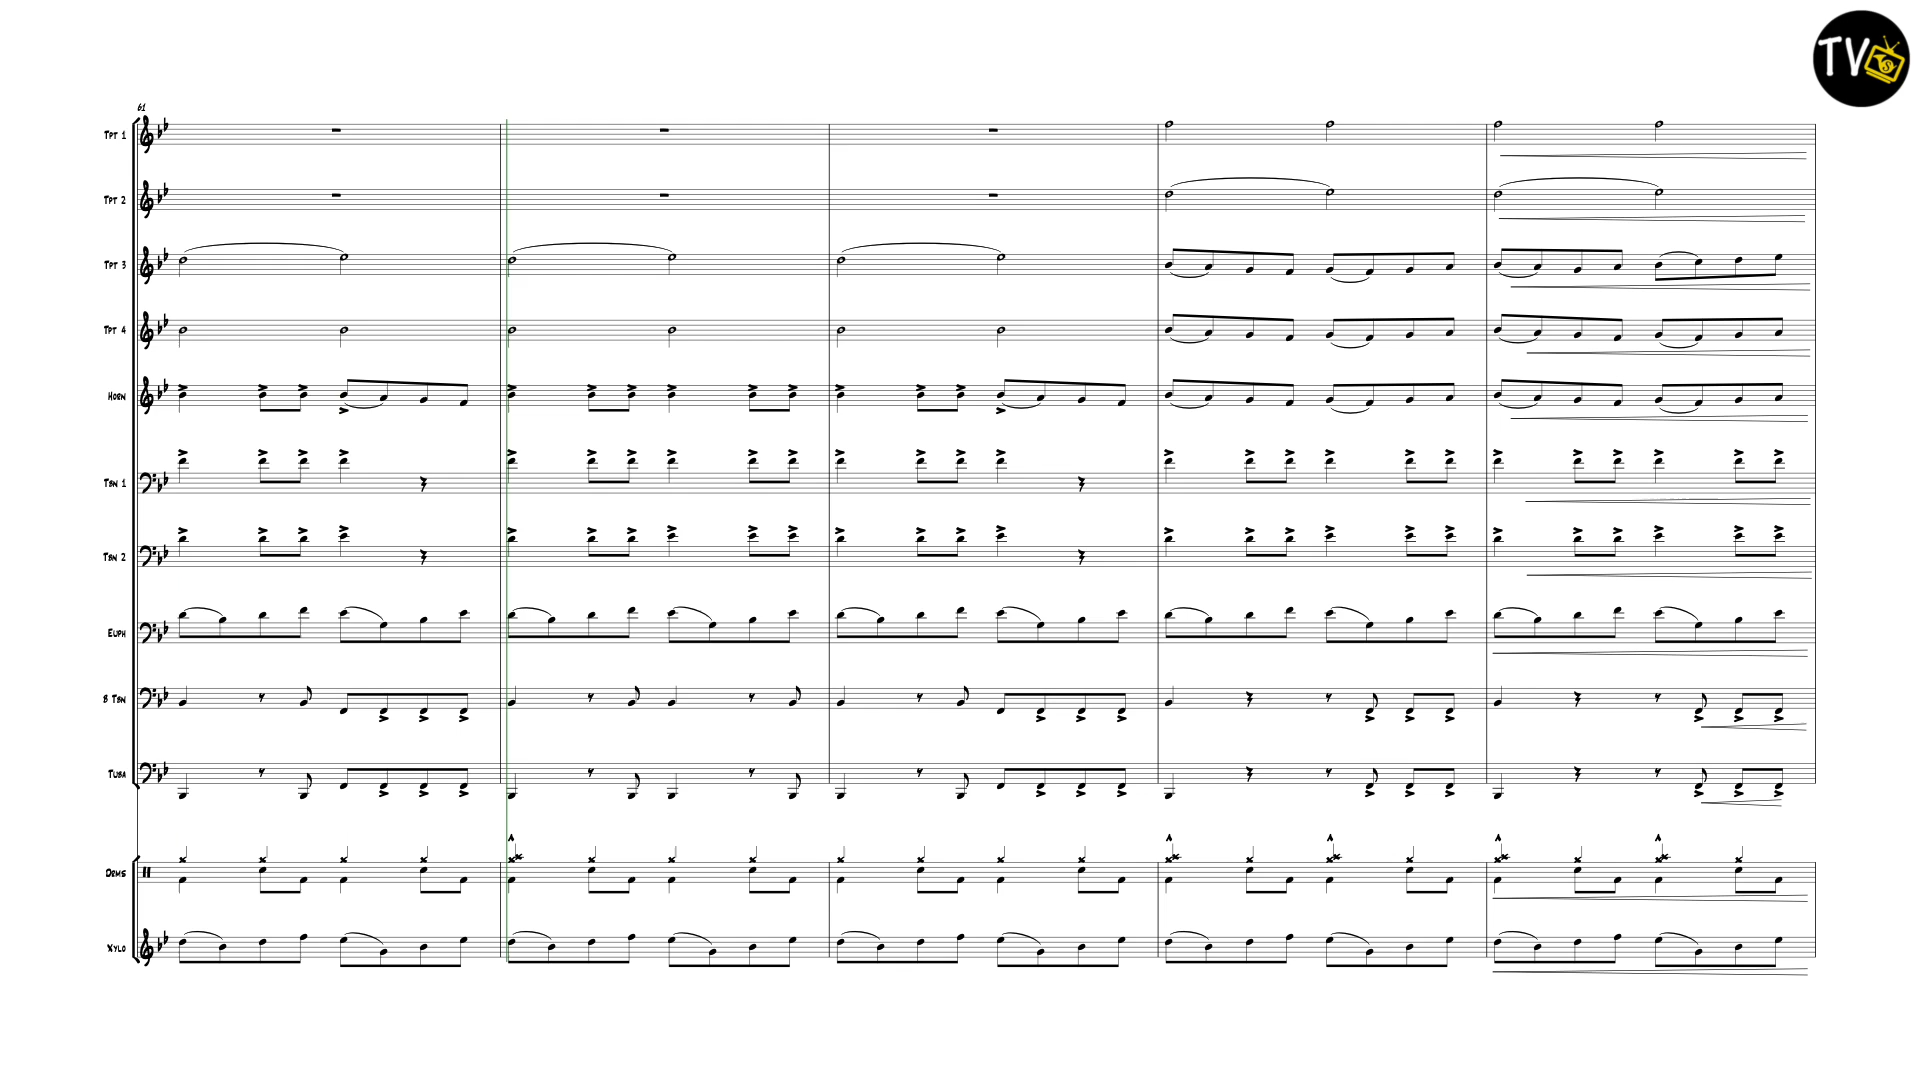 TV
61
Tpt 1
Tpt 2
Tpt 3
Tpt 4
Horn
Tbn 1
Tbn 2
Euph
B Tbn
Tuba
Drms
Xylo